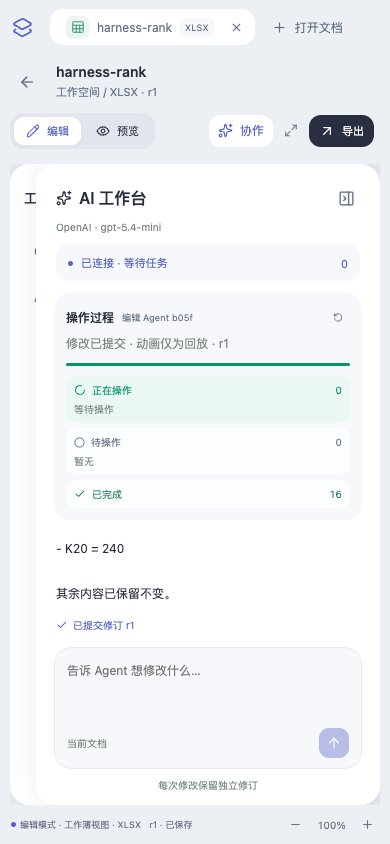 harness-rank XLSX
打开文档
harness-rank
工作空间 / XLSX · r1
编辑
预览
协作
导出
工
AI 工作台
OpenAI · gpt-5.4-mini
已连接 · 等待任务 0
操作过程 编辑 Agent b05f
修改已提交 · 动画仅为回放 · r1
正在操作 0
等待操作
待操作 0
暂无
已完成 16
- K20 = 240
其余内容已保留不变。
已提交修订 r1
告诉 Agent 想修改什么...
当前文档
每次修改保留独立修订
编辑模式 · 工作簿视图 · XLSX r1 · 已保存
100%